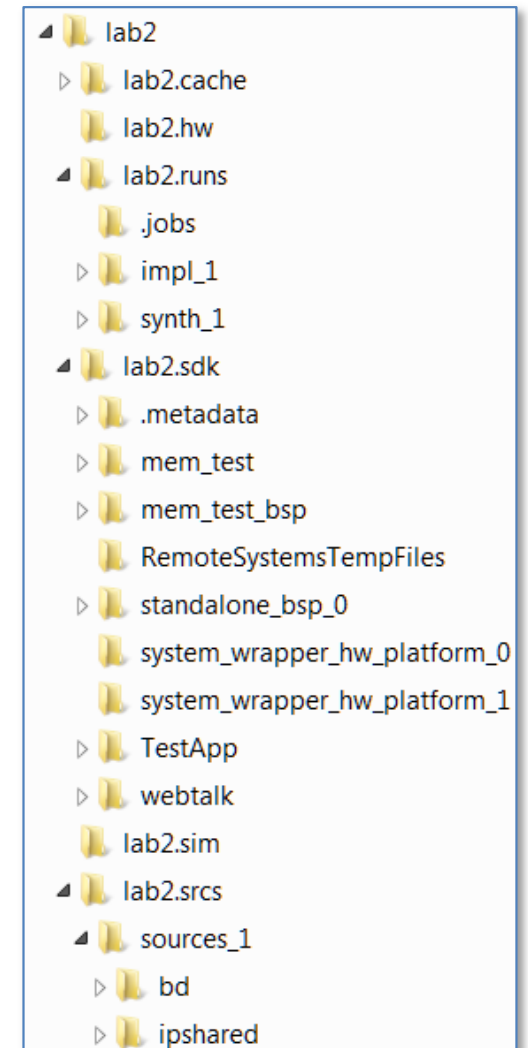 lab2
lab2.cache
lab2.hw
lab2.runs
.jobs
impl_1
synth_1
lab2.sdk
.metadata
mem_test
mem_test_bsp
RemoteSystemsTempFiles
standalone_bsp_0
system_wrapper_hw_platform_0
system_wrapper_hw_platform_1
TestApp
webtalk
lab2.sim
lab2.srcs
sources_1
bd
ipshared